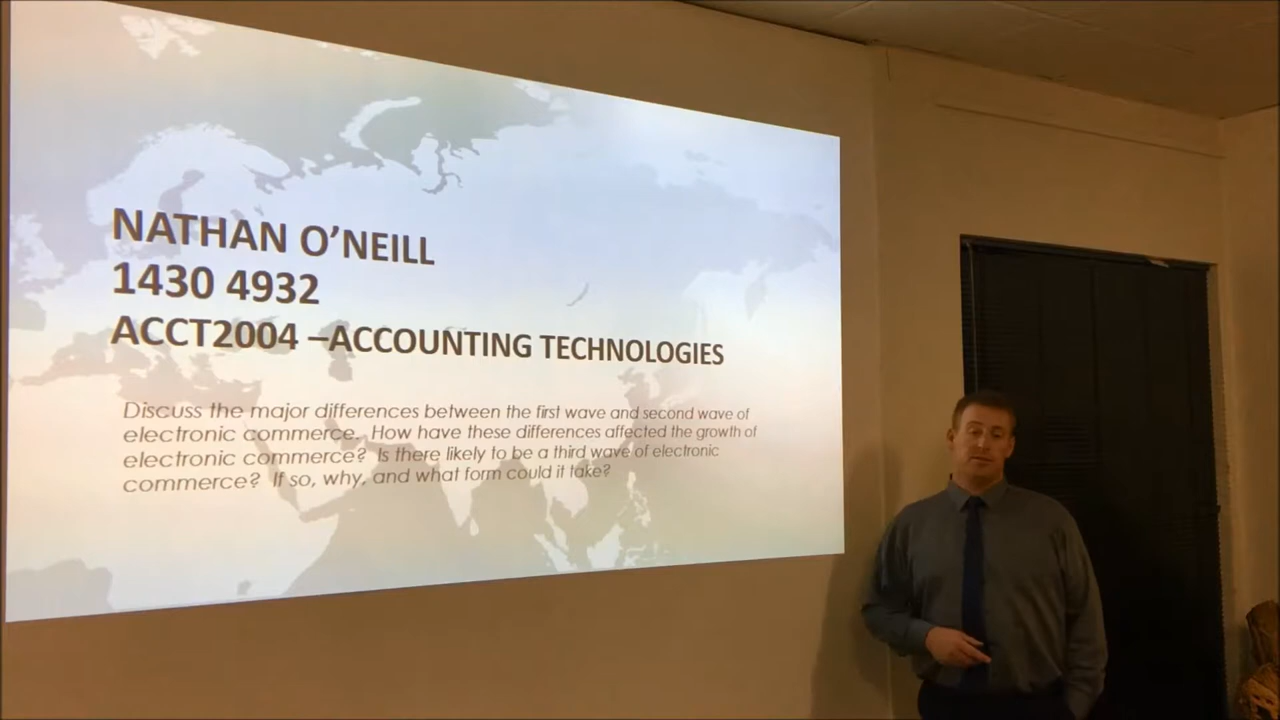 NATHAN O’NEILL
1430 4932
ACCT2004 –ACCOUNTING TECHNOLOGIES
Discuss the major differences between the first wave and second wave of
electronic commerce. How have these differences affected the growth of
electronic commerce? Is there likely to be a third wave of electronic
commerce? If so, why, and what form could it take?